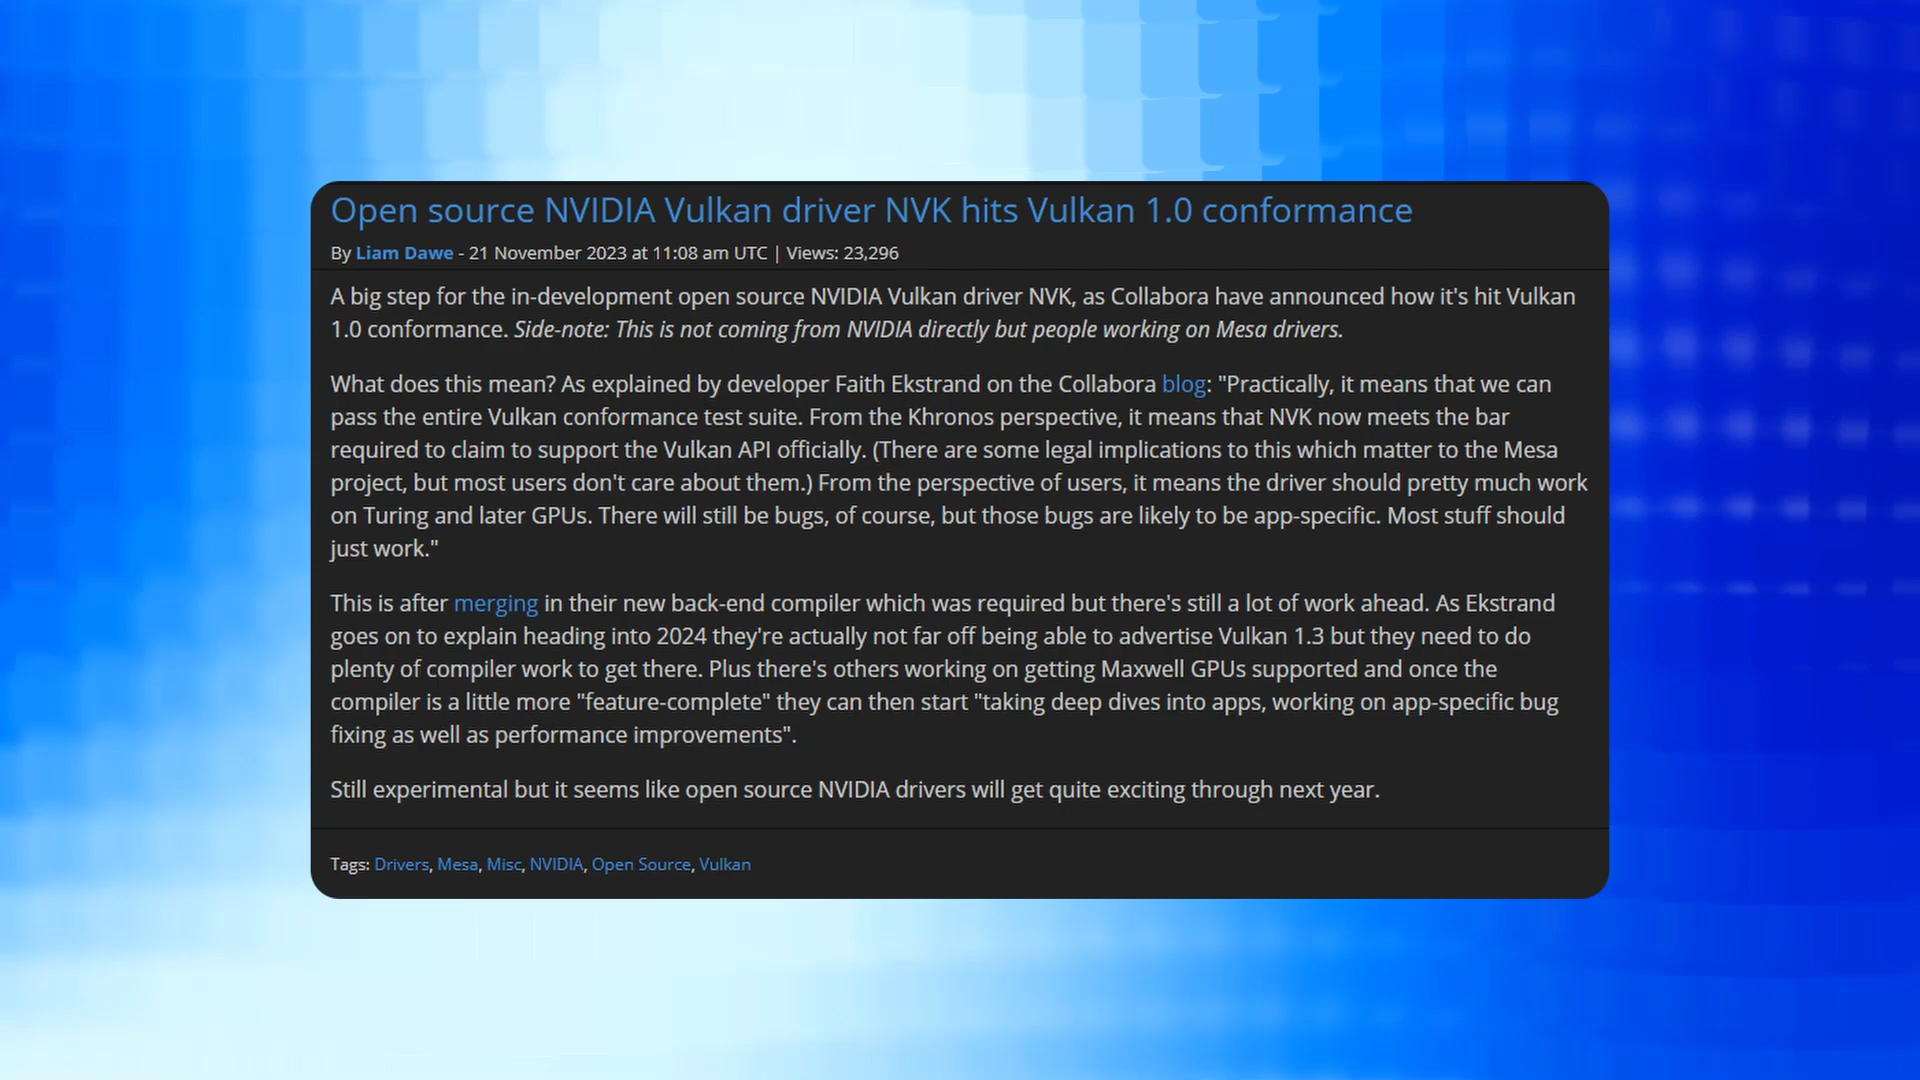 Open source NVIDIA Vulkan driver NVK hits Vulkan 1.0 conformance
By Liam Dawe - 21 November 2023 at 11:08 am UTC | Views: 23,296
A big step for the in-development open source NVIDIA Vulkan driver NVK, as Collabora have announced how it's hit Vulkan
1.0 conformance. Side-note: This is not coming from NVIDIA directly but people working on Mesa drivers.
What does this mean? As explained by developer Faith Ekstrand on the Collabora blog: "Practically, it means that we can
pass the entire Vulkan conformance test suite. From the Khronos perspective, it means that NVK now meets the bar
required to claim to support the Vulkan API officially. (There are some legal implications to this which matter to the Mesa
project, but most users don't care about them.) From the perspective of users, it means the driver should pretty much work
on Turing and later GPUs. There will still be bugs, of course, but those bugs are likely to be app-specific. Most stuff should
just work."
This is after merging in their new back-end compiler which was required but there's still a lot of work ahead. As Ekstrand
goes on to explain heading into 2024 they're actually not far off being able to advertise Vulkan 1.3 but they need to do
plenty of compiler work to get there. Plus there's others working on getting Maxwell GPUs supported and once the
compiler is a little more "feature-complete" they can then start "taking deep dives into apps, working on app-specific bug
fixing as well as performance improvements".
Still experimental but it seems like open source NVIDIA drivers will get quite exciting through next year.
Tags: Drivers, Mesa, Misc, NVIDIA, Open Source, Vulkan